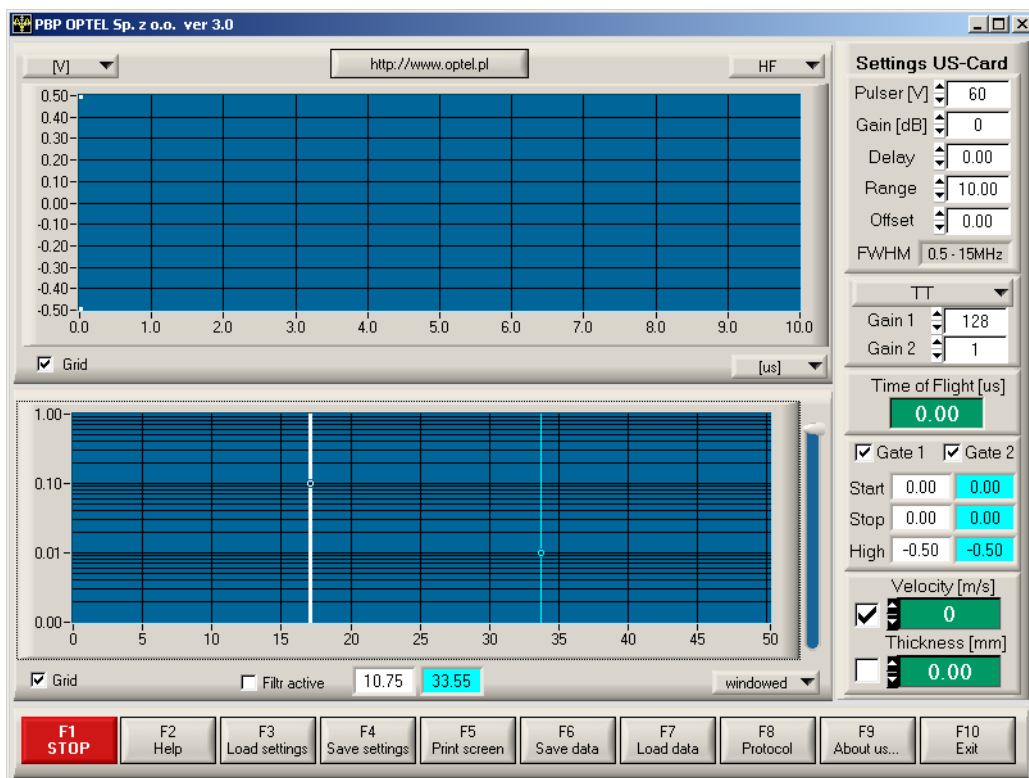 PBP OPTEL Sp. z o.o. ver 3.0
[V]
http://www.optel.pl
HF
0.50
0.40
0.30
0.20
0.10
0.00
-0.10
-0.20
-0.30
-0.40
-0.50
0.0 1.0 2.0 3.0 4.0 5.0 6.0 7.0 8.0 9.0 10.0
Grid
[us]
1.00
0.10
0.01
0.00
0 5 10 15 20 25 30 35 40 45 50
Grid
Filtr active
10.75
33.55
windowed
Settings US-Card
Pulser [V] 60
Gain [dB] 0
Delay 0.00
Range 10.00
Offset 0.00
FWHM 0.5 - 15MHz
TT
Gain 1 128
Gain 2 1
Time of Flight [us]
0.00
Gate 1 Gate 2
Start 0.00 0.00
Stop 0.00 0.00
High -0.50 -0.50
Velocity [m/s]
0
Thickness [mm]
0.00
F1 F2 F3 F4 F5 F6 F7 F8 F9 F10
STOP Help Load settings Save settings Print screen Save data Load data Protocol About us... Exit